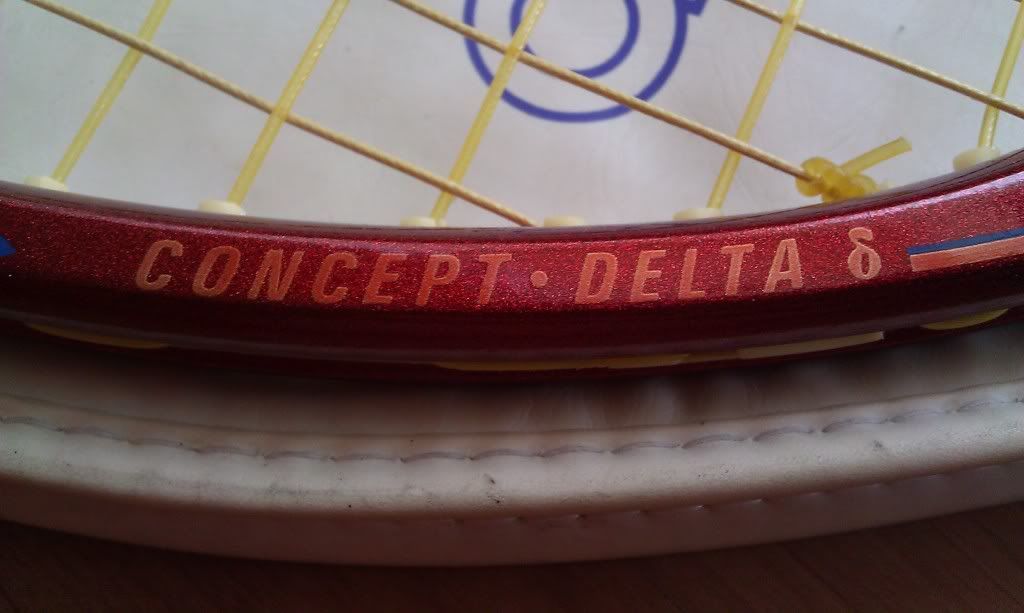 CONCEPT · DELTA δ